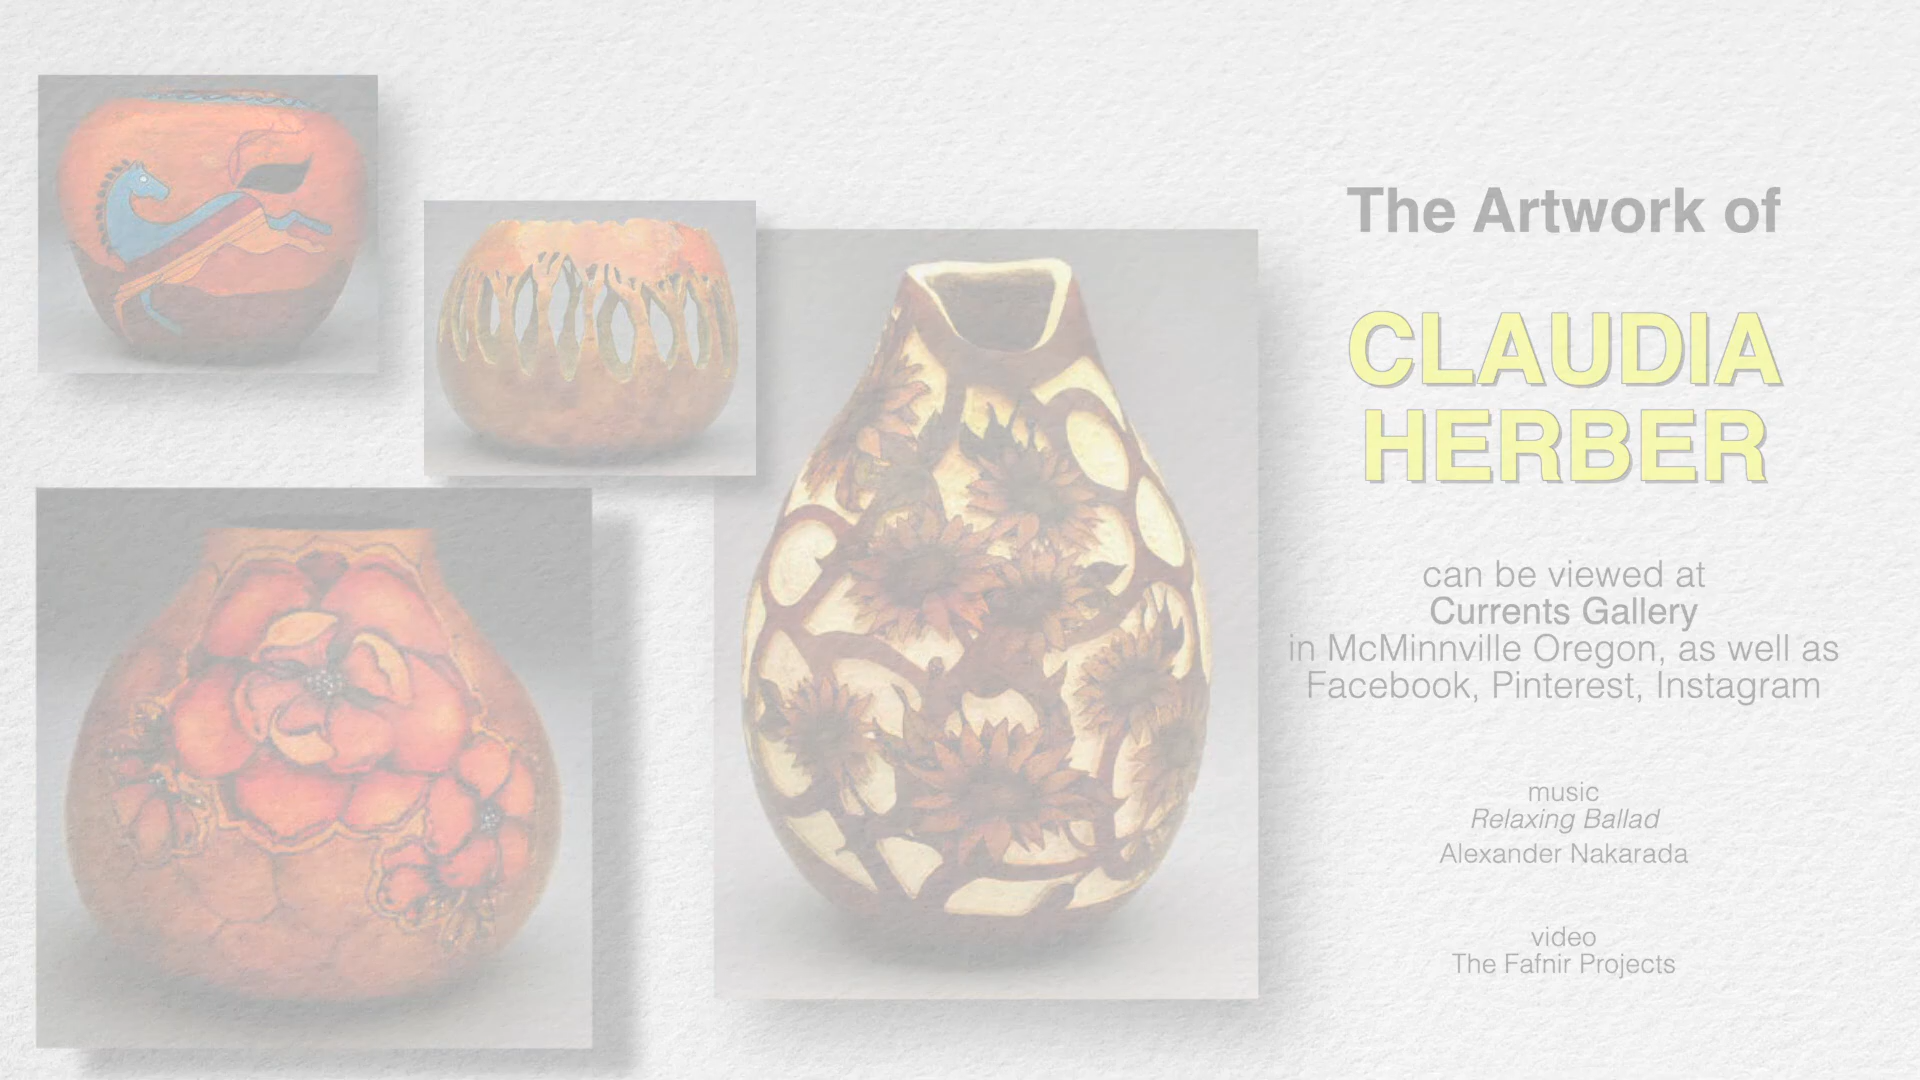 The Artwork of
CLAUDIA
HERBER
can be viewed at
Currents Gallery
in McMinnville Oregon, as well as
Facebook, Pinterest, Instagram
music
Relaxing Ballad
Alexander Nakarada
video
The Fafnir Projects